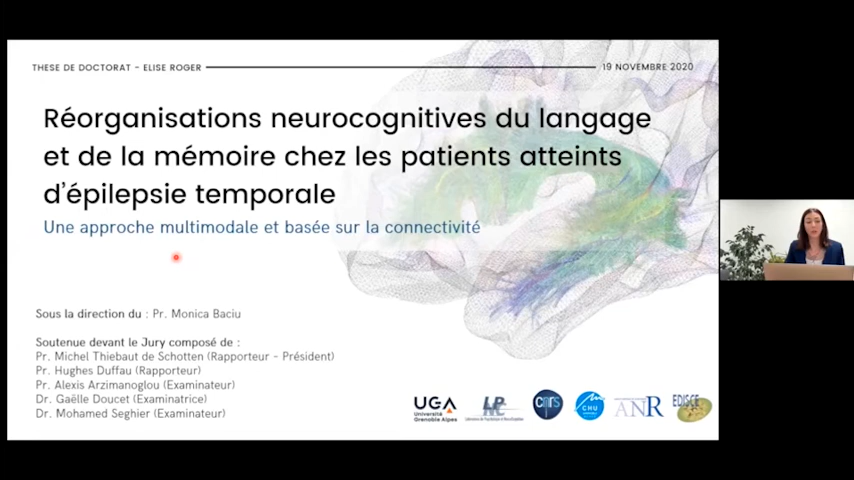 THESE DE DOCTORAT - ELISE ROGER
19 NOVEMBRE 2020
Réorganisations neurocognitives du langage
et de la mémoire chez les patients atteints
d'épilepsie temporale
Une approche multimodale et basée sur la connectivité
Sous la direction du : Pr. Monica Baciu
Soutenue devant le Jury composé de :
Pr. Michel Thiebaut de Schotten (Rapporteur - Président)
Pr. Hughes Duffau (Rapporteur)
Pr. Alexis Arzimanoglou (Examinateur)
Dr. Gaëlle Doucet (Examinatrice)
Dr. Mohamed Seghier (Examinateur)
UGA
Université
Grenoble Alpes
cnrs
CHU
ANR
EDISCE